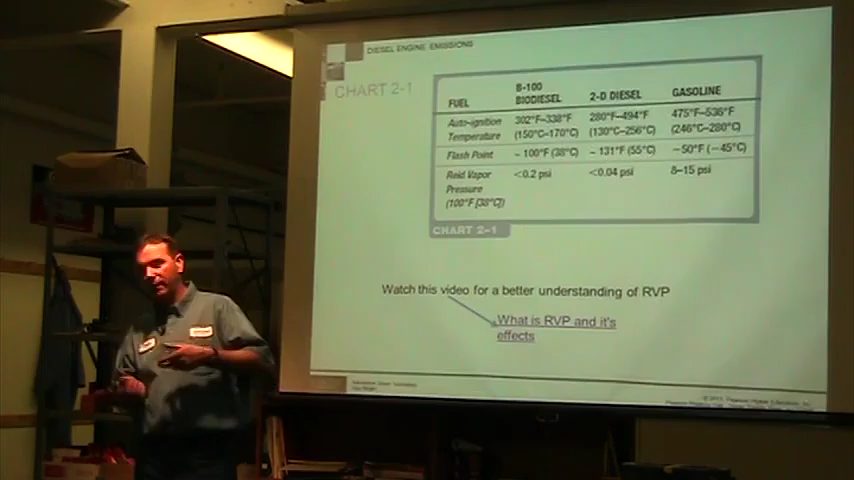 DIESEL ENGINE EMISSIONS
CHART 2-1
FUEL B-100 BIODIESEL 2-D DIESEL GASOLINE
Auto-ignition Temperature 302°F–338°F (150°C–170°C) 280°F–494°F (130°C–256°C) 475°F–536°F (246°C–280°C)
Flash Point ~ 100°F (38°C) ~ 131°F (55°C) −50°F (−45°C)
Reid Vapor Pressure (100°F [38°C]) <0.2 psi <0.04 psi 8–15 psi
CHART 2–1
Watch this video for a better understanding of RVP
What is RVP and it's
effects